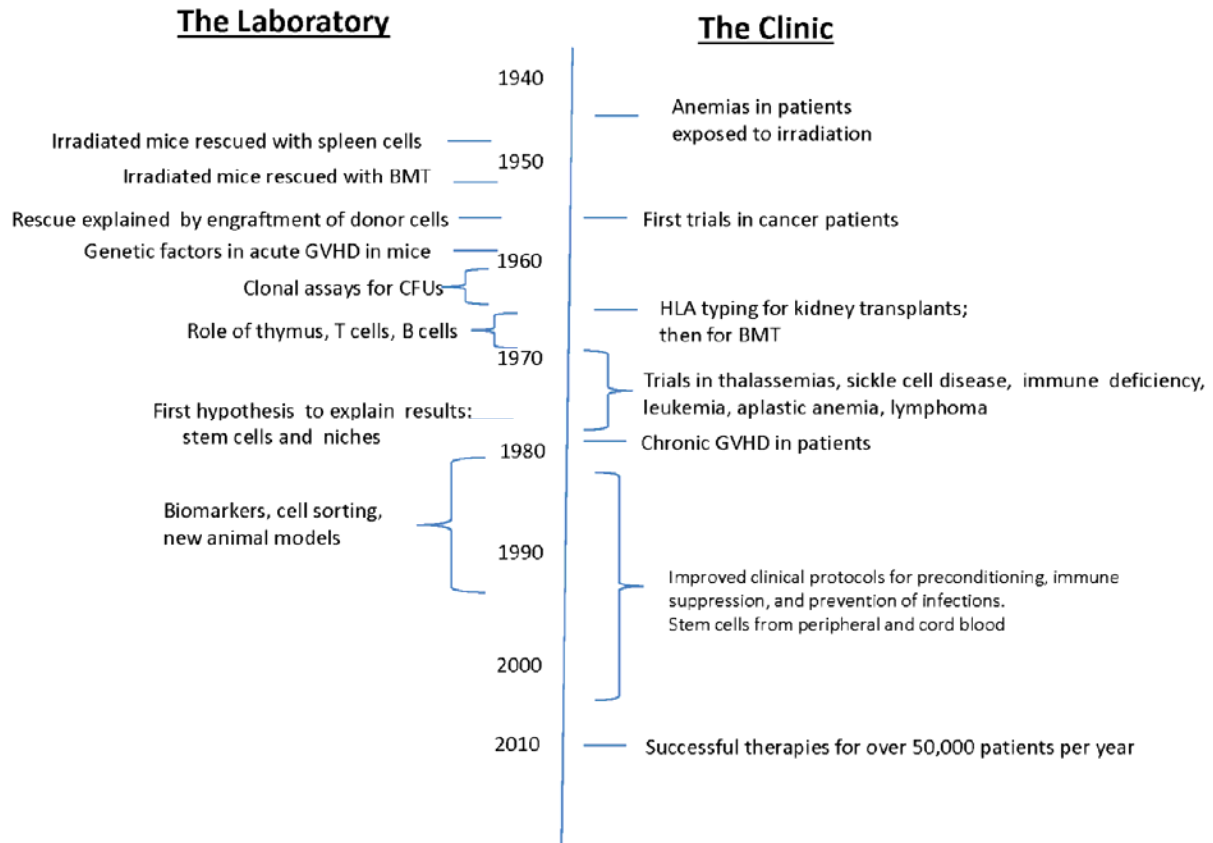 The Laboratory
The Clinic
1940
Anemias in patients
exposed to irradiation
Irradiated mice rescued with spleen cells
1950
Irradiated mice rescued with BMT
Rescue explained by engraftment of donor cells
First trials in cancer patients
Genetic factors in acute GVHD in mice
1960
Clonal assays for CFUs
HLA typing for kidney transplants;
then for BMT
Role of thymus, T cells, B cells
1970
Trials in thalassemias, sickle cell disease, immune deficiency,
leukemia, aplastic anemia, lymphoma
First hypothesis to explain results:
stem cells and niches
Chronic GVHD in patients
1980
Biomarkers, cell sorting,
new animal models
1990
Improved clinical protocols for preconditioning, immune
suppression, and prevention of infections.
Stem cells from peripheral and cord blood
2000
2010
Successful therapies for over 50,000 patients per year